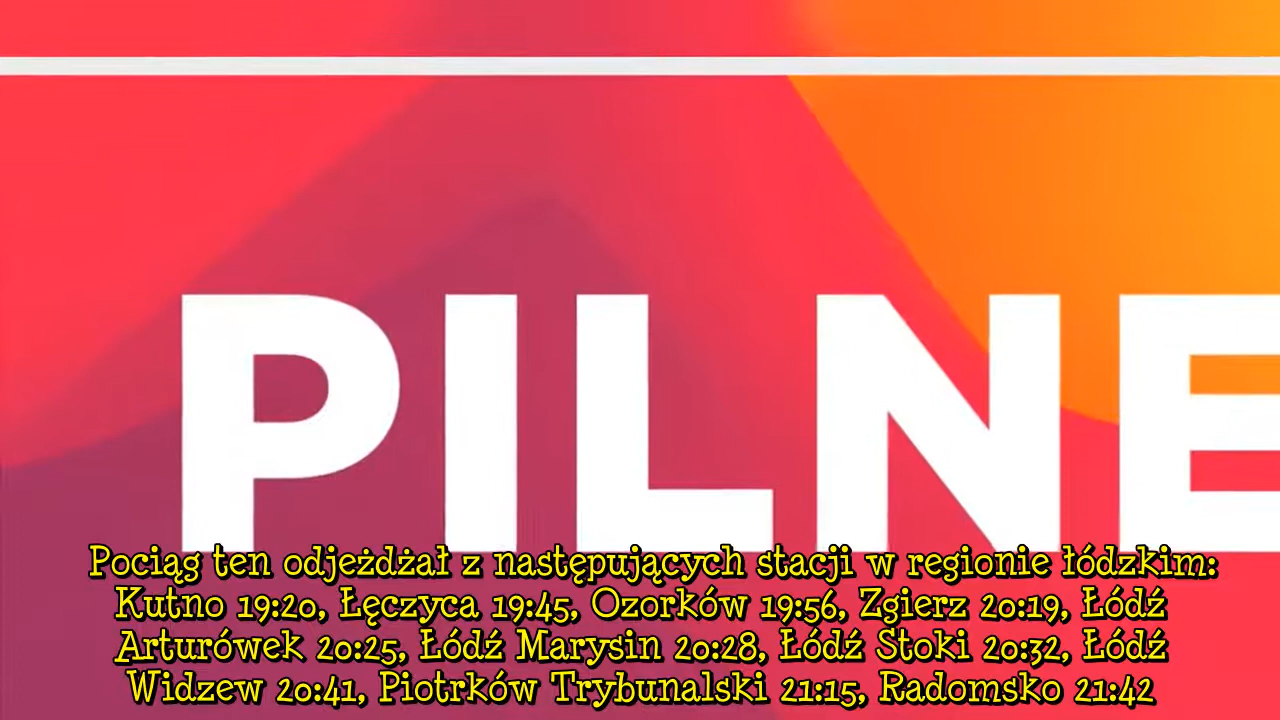 PILNE
Pociąg ten odjeżdżał z następujących stacji w regionie łódzkim:
Kutno 19:20, Łęczyca 19:45, Ozorków 19:56, Zgierz 20:19, Łódź
Arturówek 20:25, Łódź Marysin 20:28, Łódź Stoki 20:32, Łódź
Widzew 20:41, Piotrków Trybunalski 21:15, Radomsko 21:42